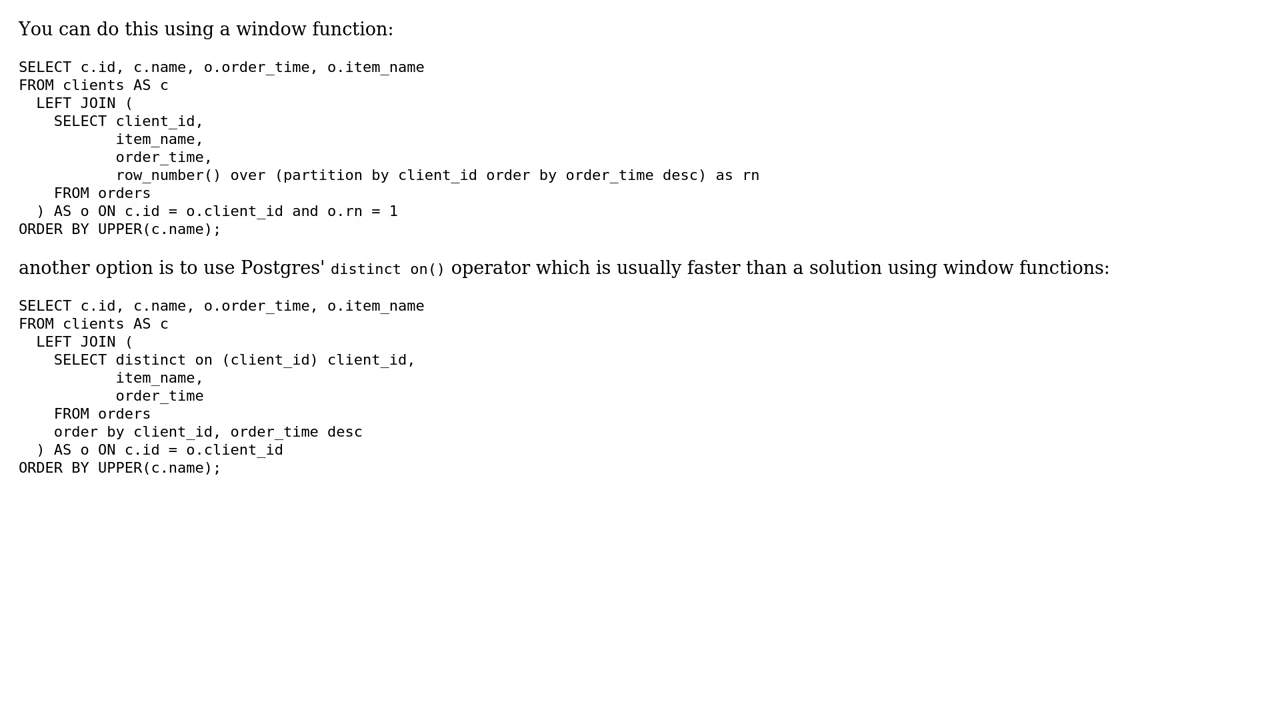 You can do this using a window function:
SELECT c.id, c.name, o.order_time, o.item_name
FROM clients AS c
  LEFT JOIN (
    SELECT client_id,
           item_name,
           order_time,
           row_number() over (partition by client_id order by order_time desc) as rn
    FROM orders
  ) AS o ON c.id = o.client_id and o.rn = 1
ORDER BY UPPER(c.name);
another option is to use Postgres' distinct on() operator which is usually faster than a solution using window functions:
SELECT c.id, c.name, o.order_time, o.item_name
FROM clients AS c
  LEFT JOIN (
    SELECT distinct on (client_id) client_id,
           item_name,
           order_time
    FROM orders
    order by client_id, order_time desc
  ) AS o ON c.id = o.client_id
ORDER BY UPPER(c.name);